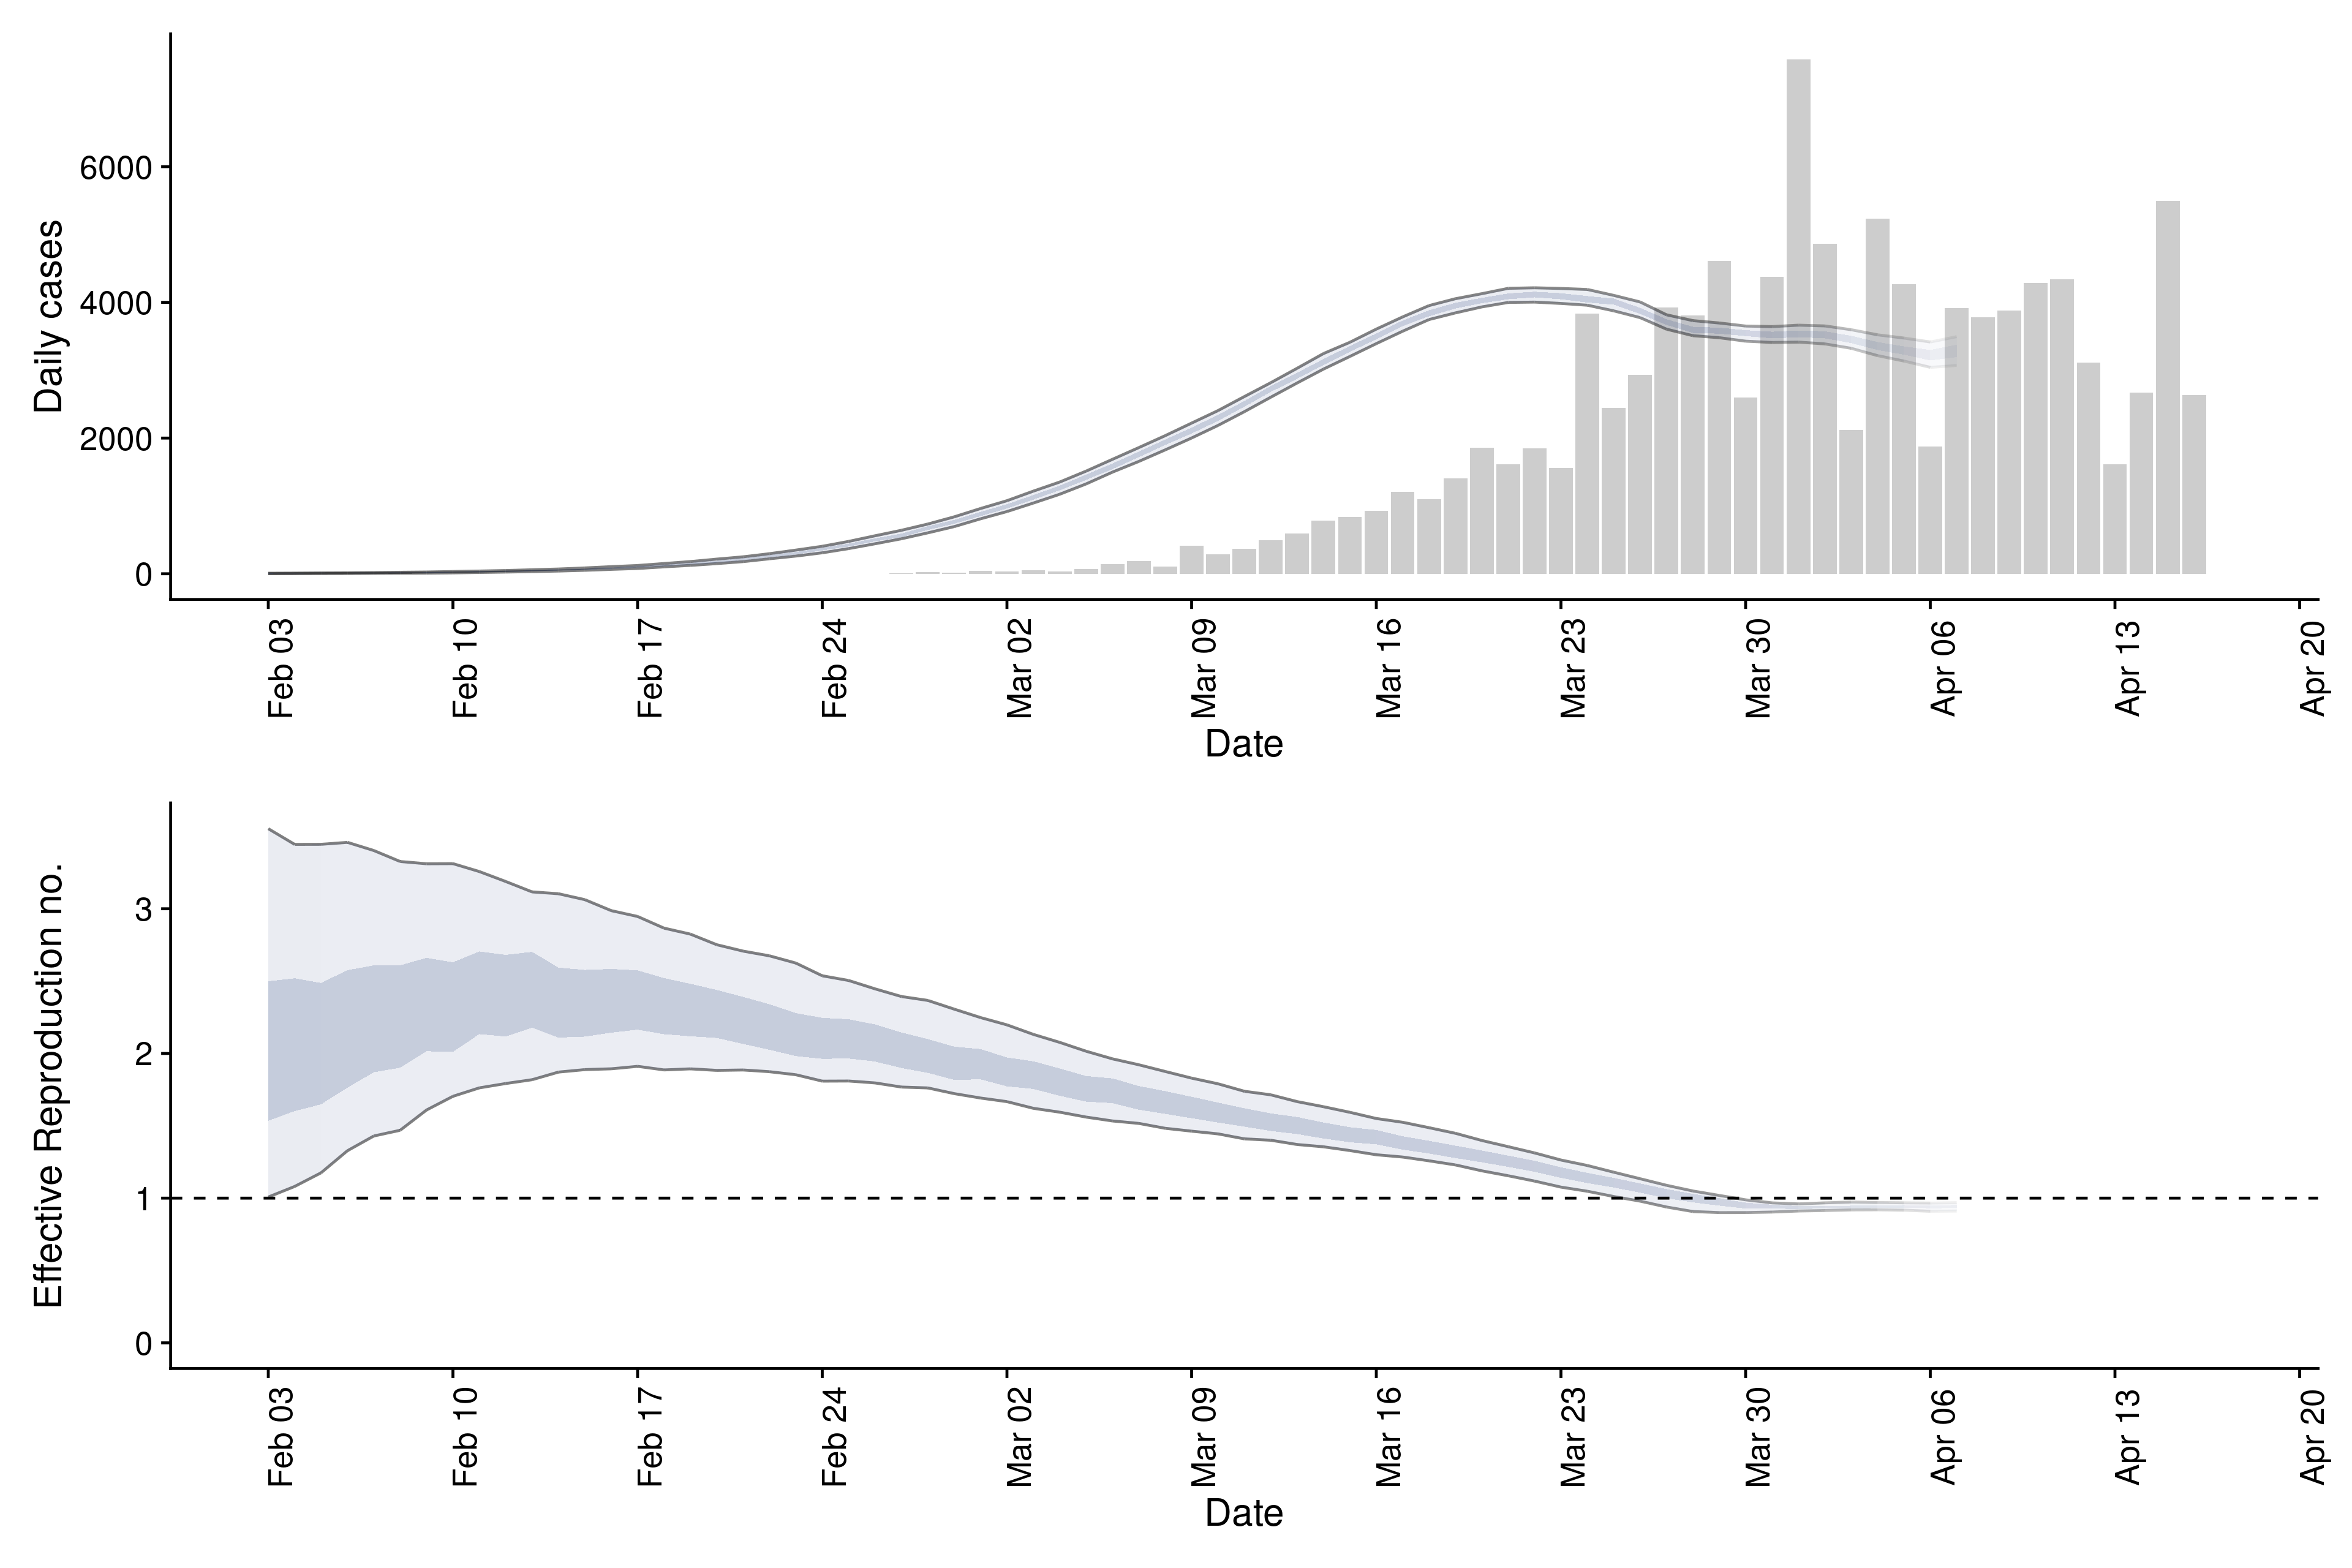 Daily cases
6000
4000
2000
0
Feb 03
Feb 10
Feb 17
Feb 24
Mar 02
Mar 09
Mar 16
Mar 23
Mar 30
Apr 06
Apr 13
Apr 20
Date
Effective Reproduction no.
3
2
1
0
Feb 03
Feb 10
Feb 17
Feb 24
Mar 02
Mar 09
Mar 16
Mar 23
Mar 30
Apr 06
Apr 13
Apr 20
Date